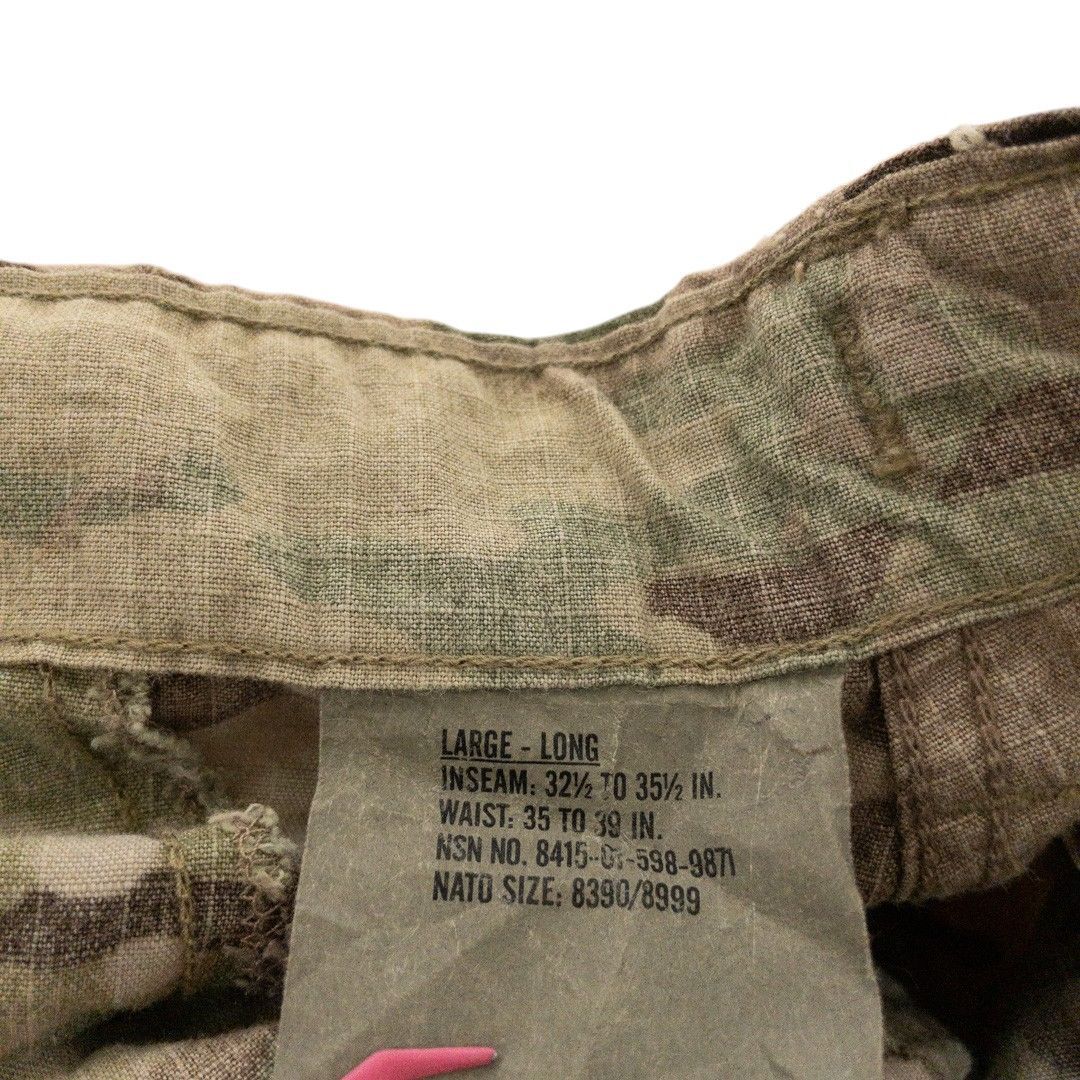 LARGE - LONG
INSEAM: 32½ TO 35½ IN.
WAIST: 35 TO 39 IN.
NSN NO. 8415-01-598-9871
NATO SIZE: 8390/8999